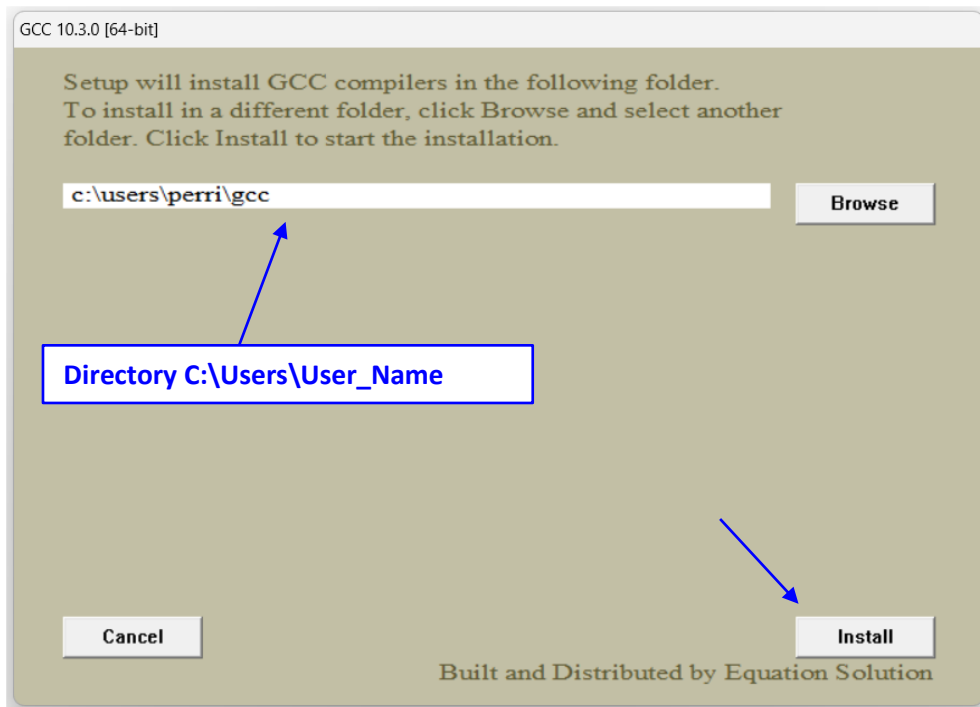 GCC 10.3.0 [64-bit]
Setup will install GCC compilers in the following folder.
To install in a different folder, click Browse and select another
folder. Click Install to start the installation.
c:\users\perri\gcc
Browse
Directory C:\Users\User_Name
Cancel
Install
Built and Distributed by Equation Solution